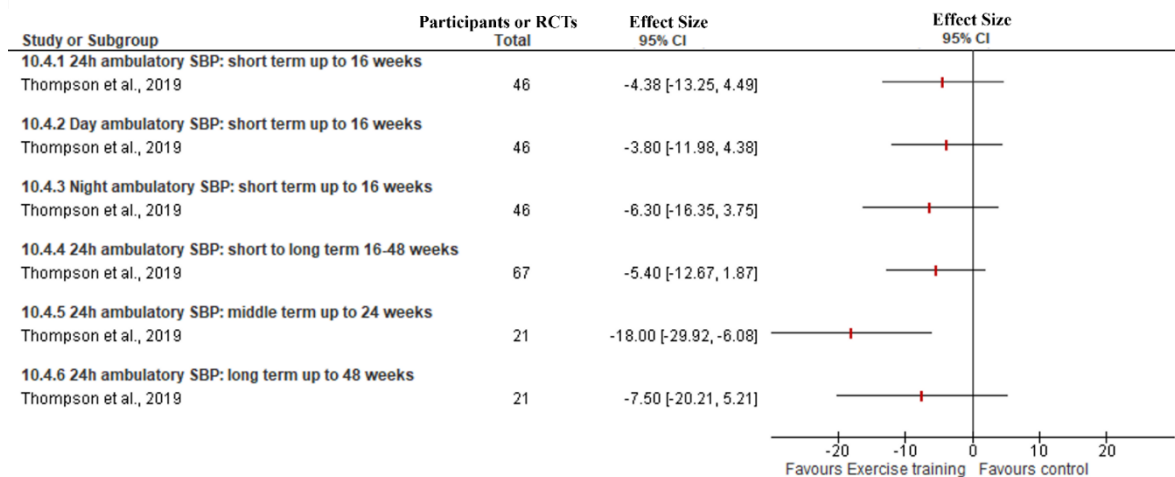 Participants or RCTs Effect Size Effect Size
Study or Subgroup Total 95% CI 95% CI
10.4.1 24h ambulatory SBP: short term up to 16 weeks
Thompson et al., 2019 46 -4.38 [-13.25, 4.49]
10.4.2 Day ambulatory SBP: short term up to 16 weeks
Thompson et al., 2019 46 -3.80 [-11.98, 4.38]
10.4.3 Night ambulatory SBP: short term up to 16 weeks
Thompson et al., 2019 46 -6.30 [-16.35, 3.75]
10.4.4 24h ambulatory SBP: short to long term 16-48 weeks
Thompson et al., 2019 67 -5.40 [-12.67, 1.87]
10.4.5 24h ambulatory SBP: middle term up to 24 weeks
Thompson et al., 2019 21 -18.00 [-29.92, -6.08]
10.4.6 24h ambulatory SBP: long term up to 48 weeks
Thompson et al., 2019 21 -7.50 [-20.21, 5.21]
-20 -10 0 10 20
Favours Exercise training Favours control